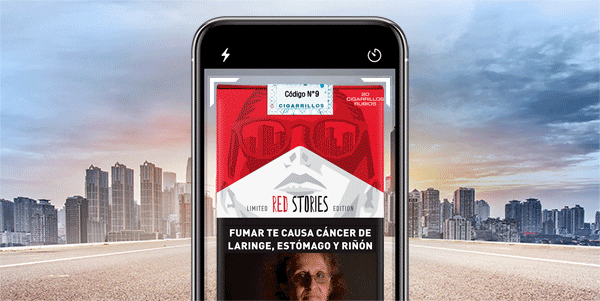 Código N°9
CIGARRILLOS
20
CIGARRILLOS
RUBIOS
LIMITED RED STORIES EDITION
FUMAR TE CAUSA CÁNCER DE
LARINGE, ESTÓMAGO Y RIÑÓN